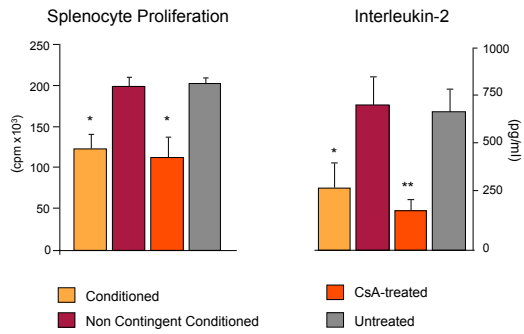 Splenocyte Proliferation
Interleukin-2
250
200
150
100
50
0
(cpm x10³)
*
*
1000
750
500
250
0
(pg/ml)
*
**
Conditioned
Non Contingent Conditioned
CsA-treated
Untreated